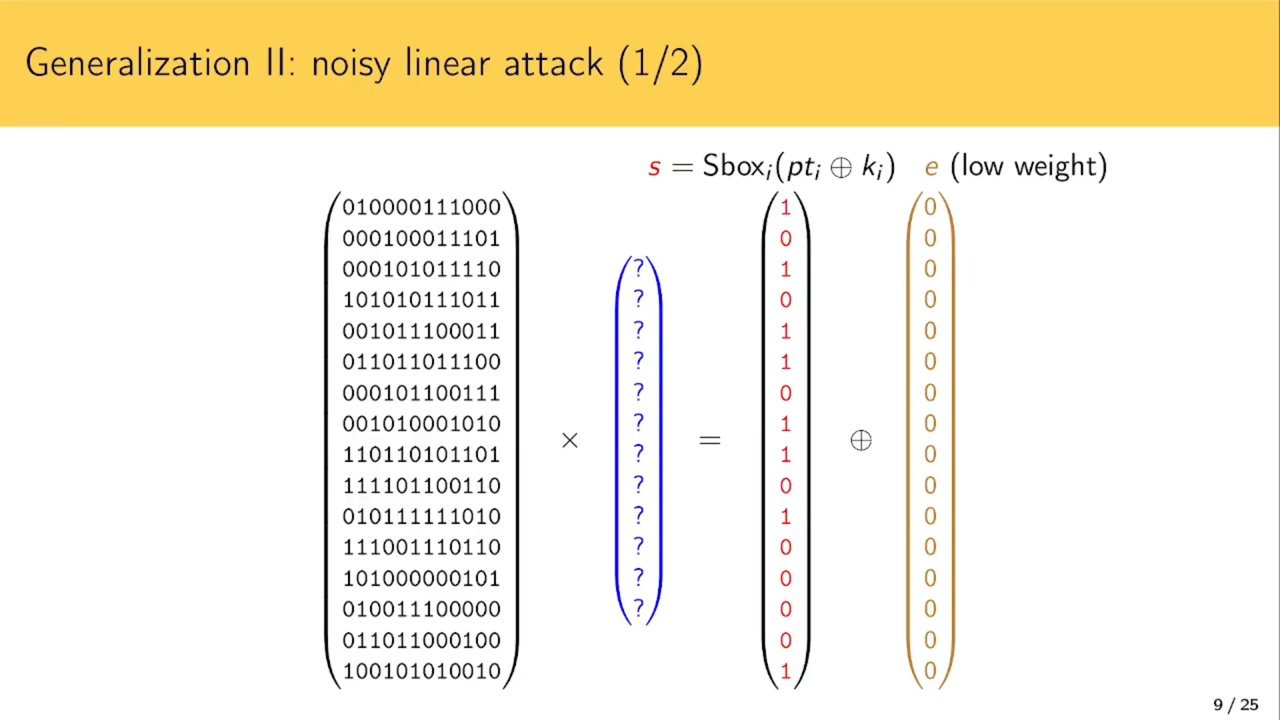 Generalization II: noisy linear attack (1/2)
s = Sboxᵢ(ptᵢ ⊕ kᵢ) e (low weight)
010000111000 1 0
000100011101 0 0
000101011110 ? 1 0
101010111011 ? 0 0
001011100011 ? 1 0
011011011100 ? 1 0
000101100111 ? 0 0
001010001010 ? 1 0
× = ⊕
110110101101 ? 1 0
111101100110 ? 0 0
010111111010 ? 1 0
111001110110 ? 0 0
101000000101 ? 0 0
010011100000 ? 0 0
011011000100 0 0
100101010010 1 0
9 / 25